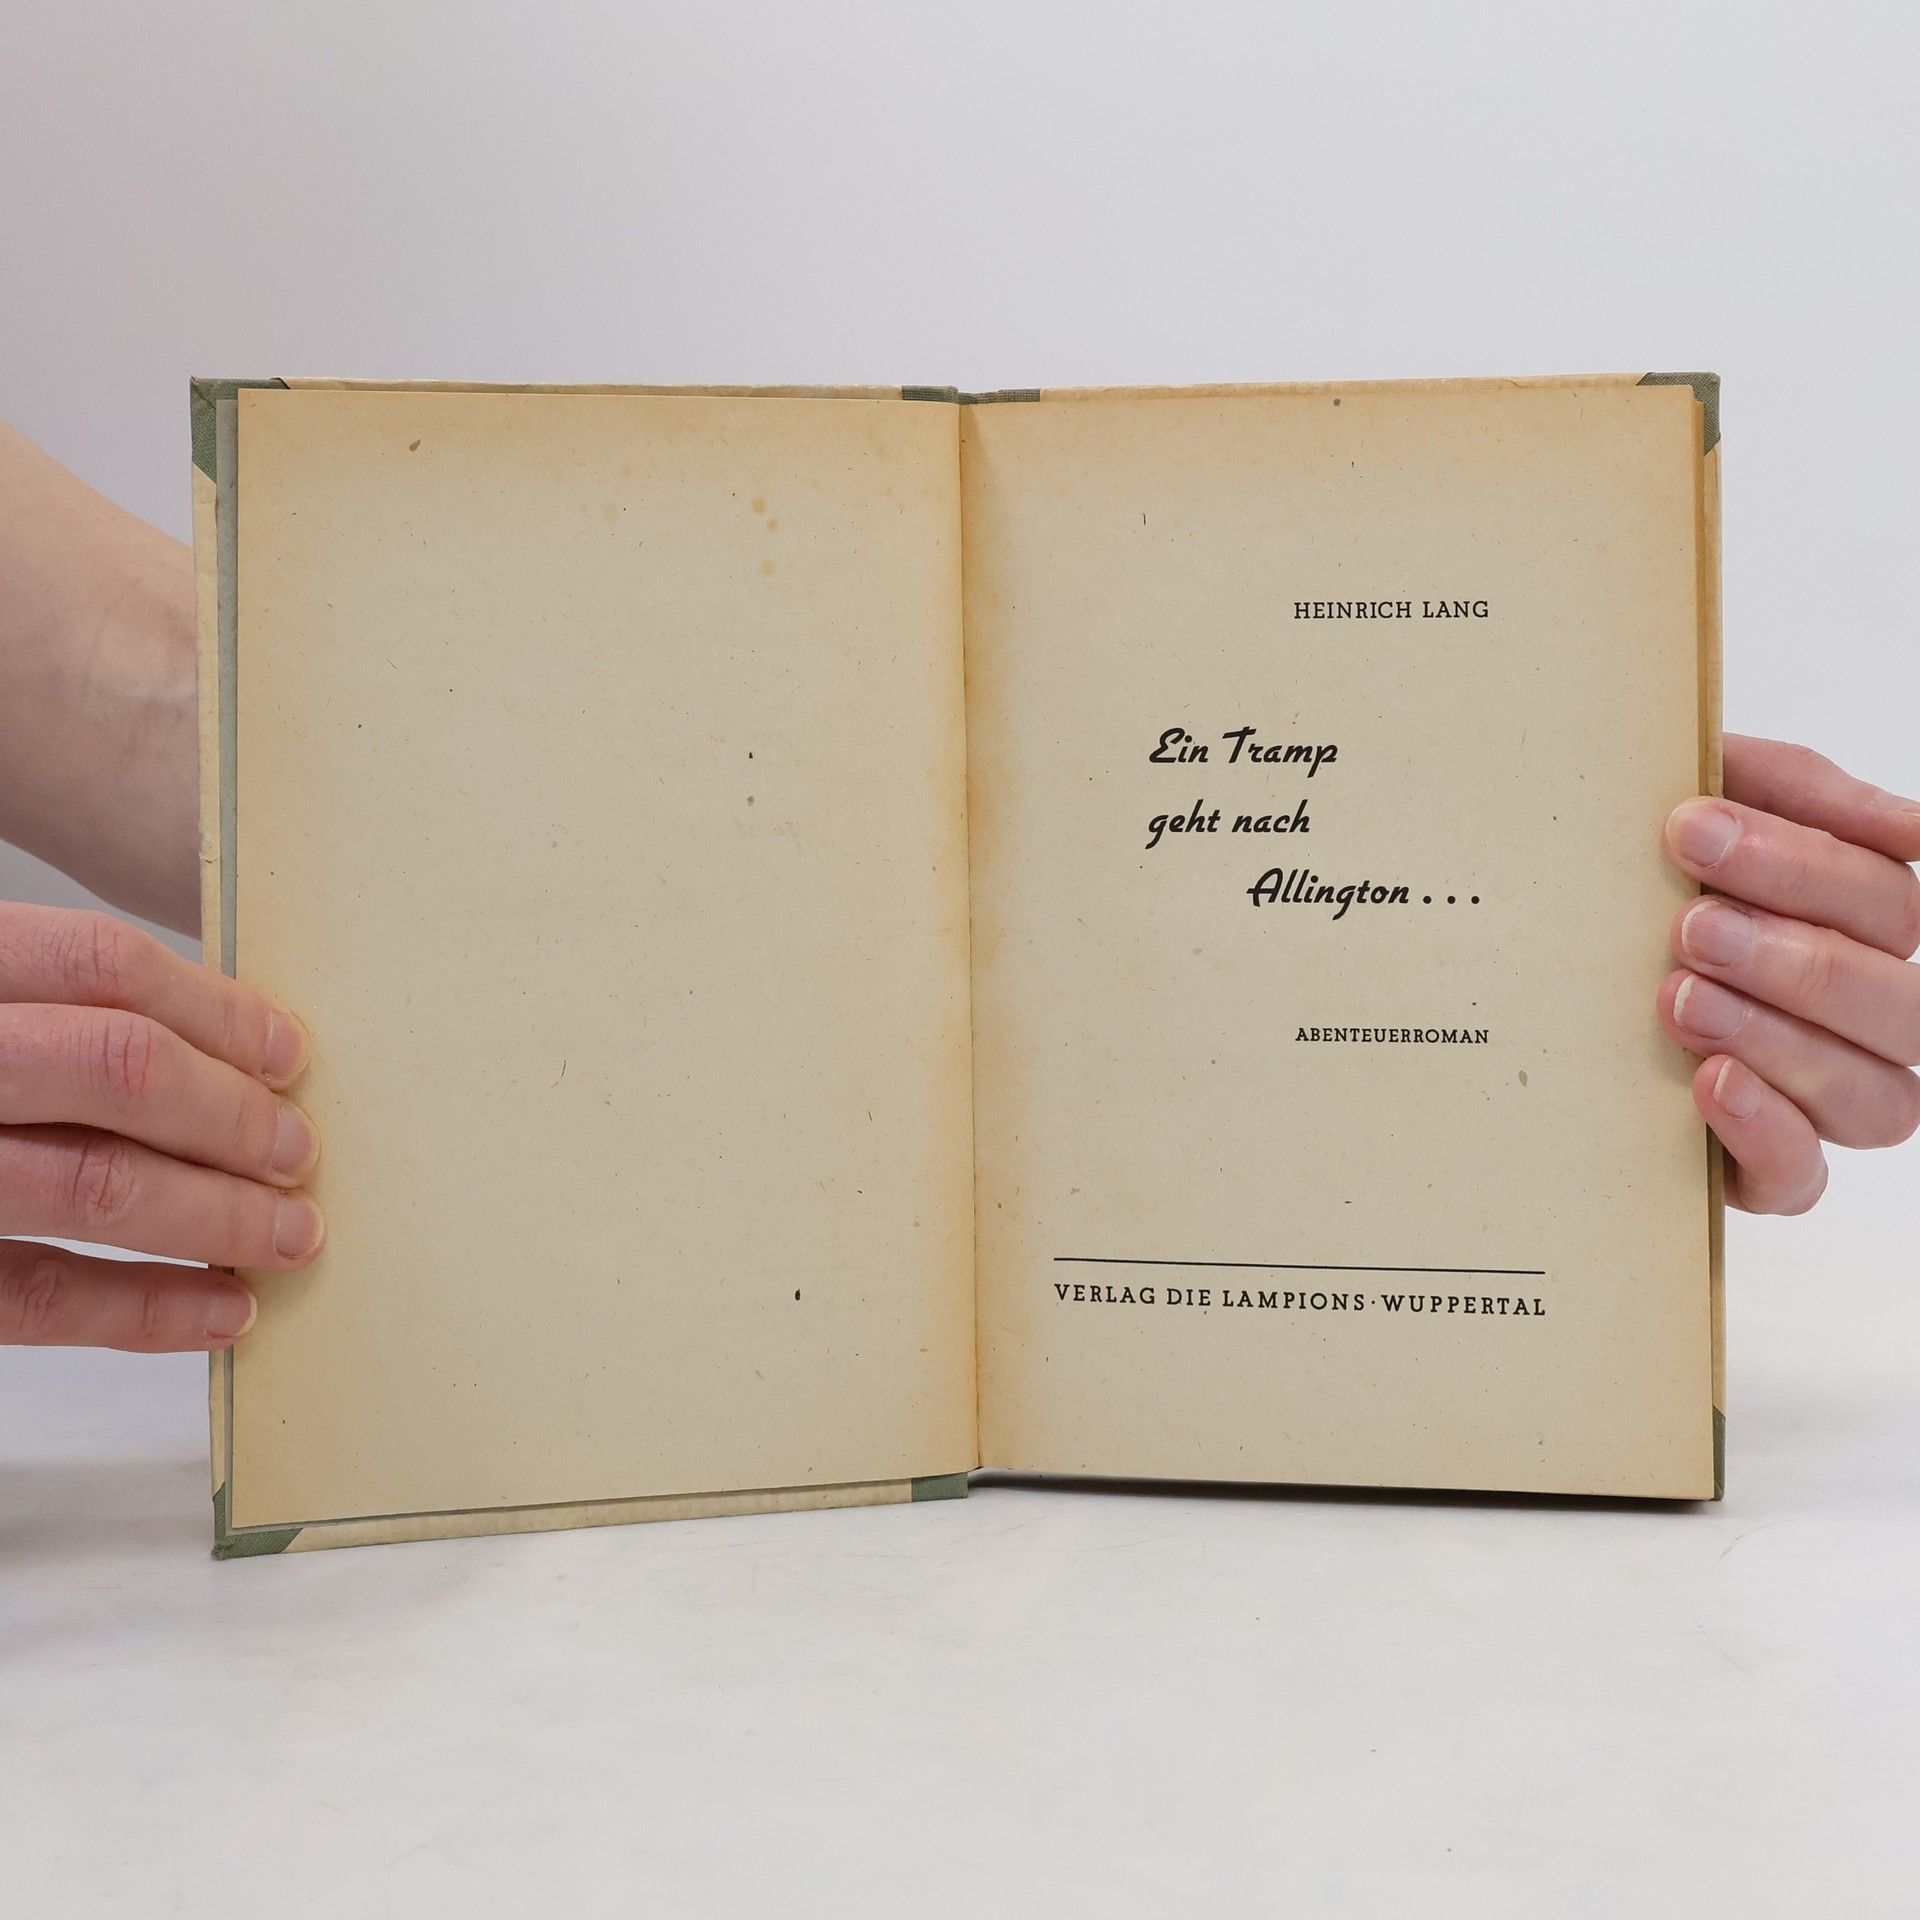 HEINRICH LANG
Ein Tramp
geht nach
Allington . . .
ABENTEUERROMAN
VERLAG DIE LAMPIONS · WUPPERTAL